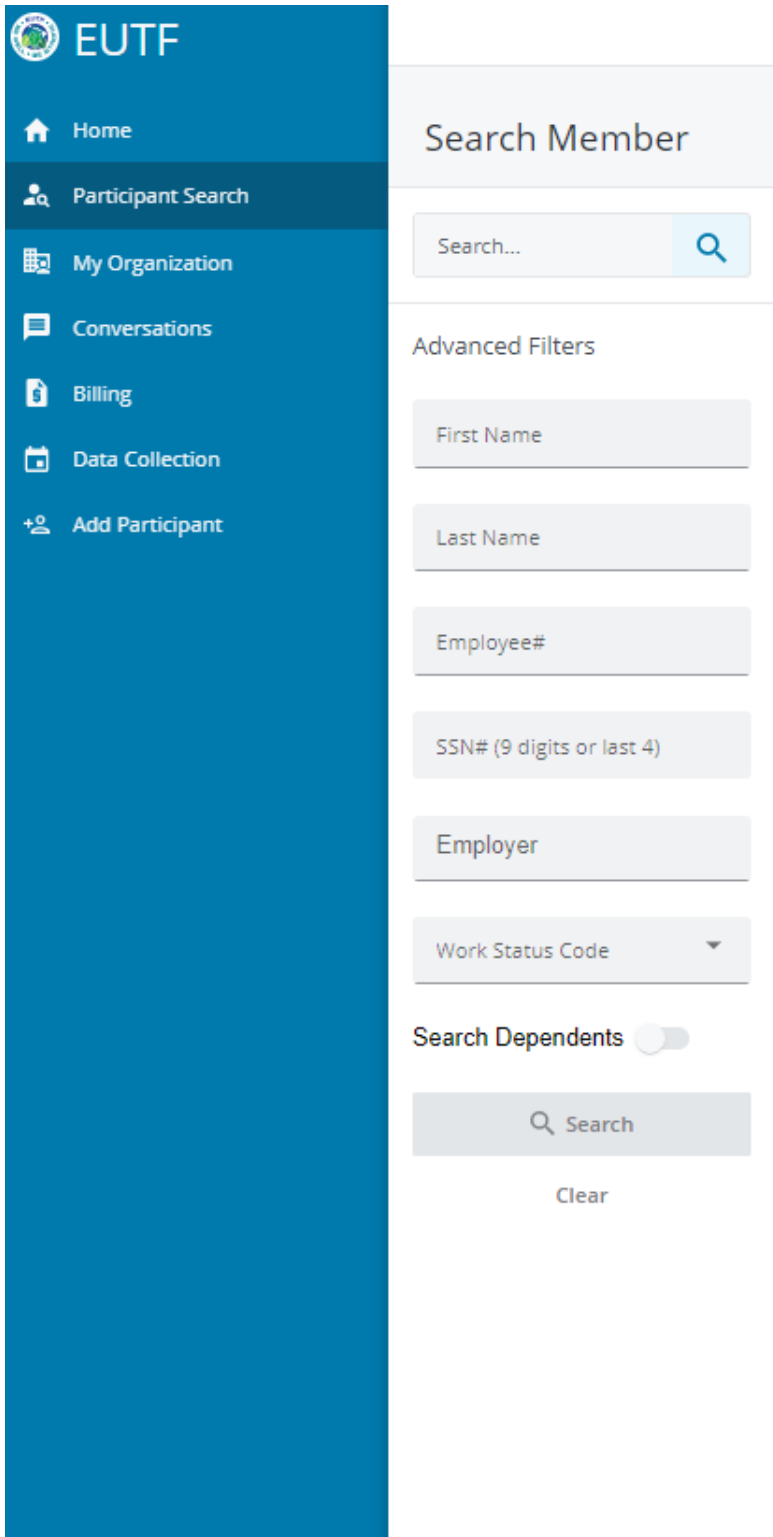 EUTF
Home
Participant Search
My Organization
Conversations
Billing
Data Collection
Add Participant
Search Member
Search...
Advanced Filters
First Name
Last Name
Employee#
SSN# (9 digits or last 4)
Employer
Work Status Code
Search Dependents
Search
Clear